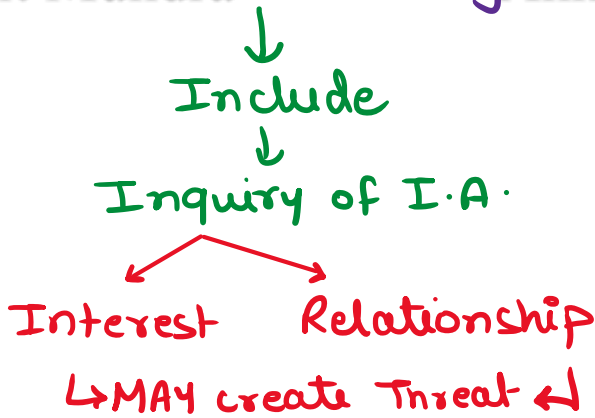 Include
Inquiry of I.A.
Interest Relationship
MAY create Threat